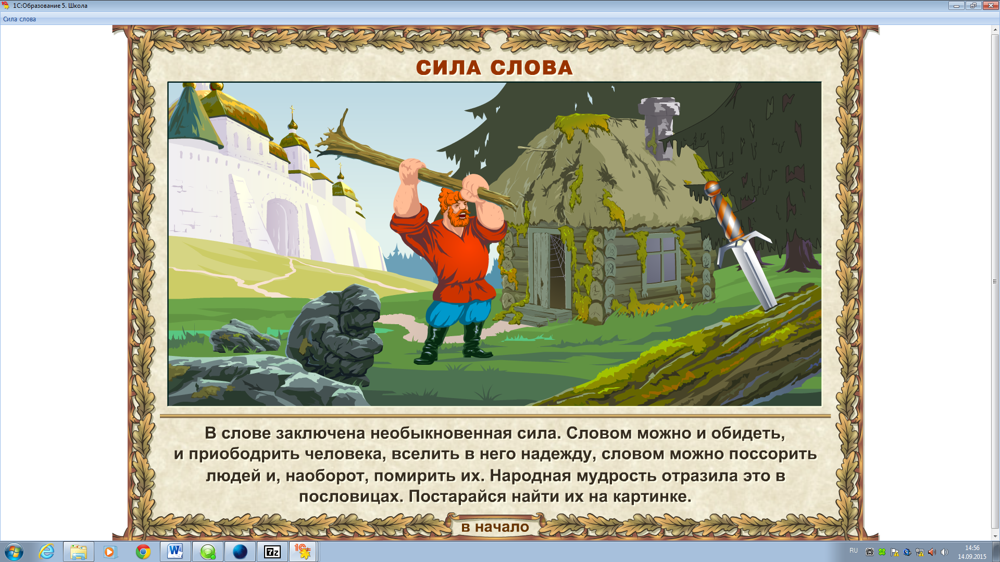 1С:Образование 5. Школа
Сила слова
СИЛА СЛОВА
В слове заключена необыкновенная сила. Словом можно и обидеть,
и приободрить человека, вселить в него надежду, словом можно поссорить
людей и, наоборот, помирить их. Народная мудрость отразила это в
пословицах. Постарайся найти их на картинке.
в начало
W
7z
1С
RU
14:56
14.09.2015